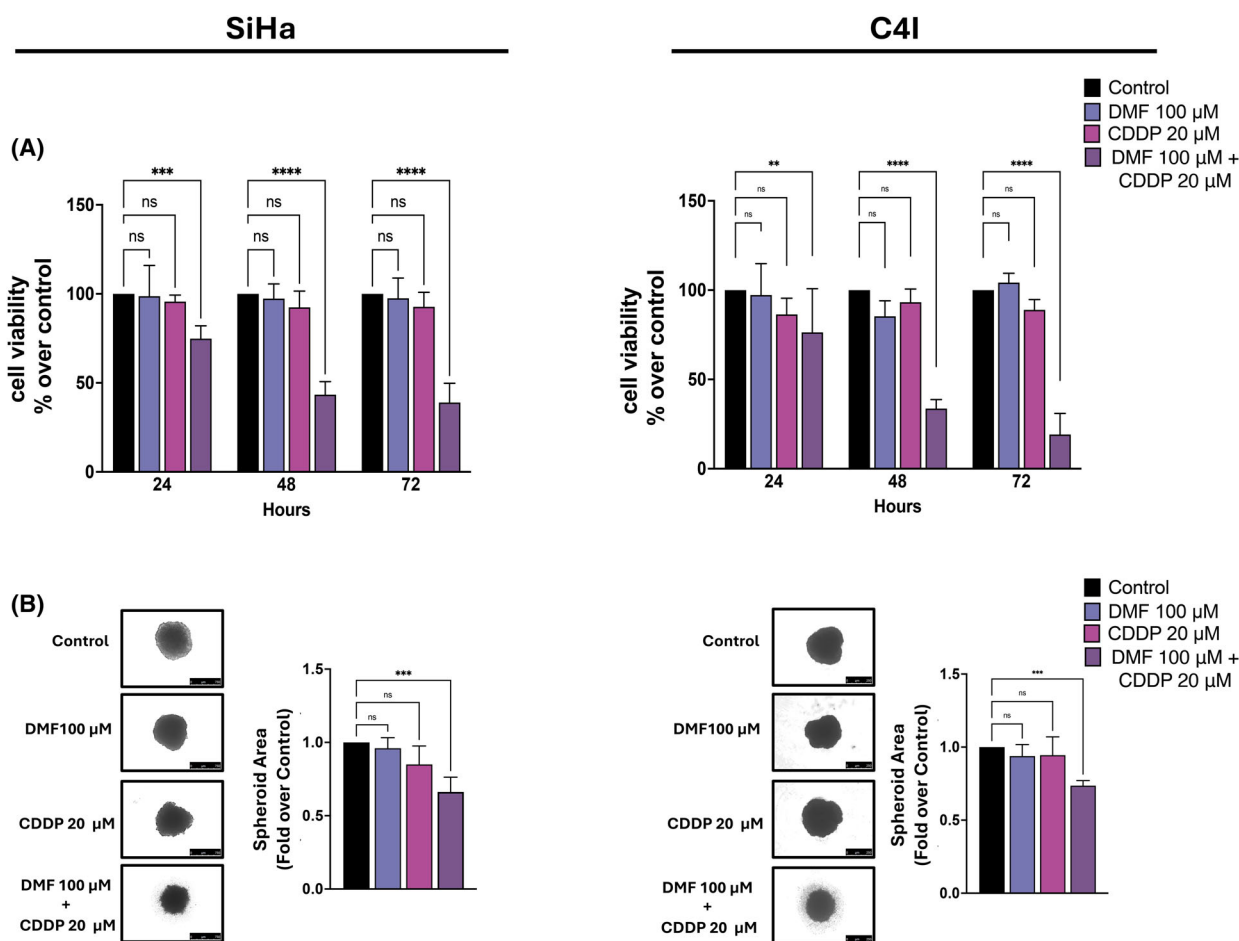 SiHa
C4I
Control
DMF 100 µM
CDDP 20 µM
DMF 100 µM +
CDDP 20 µM
(A)
***
****
****
ns
ns
ns
ns
ns
ns
150
100
50
0
cell viability
% over control
24
48
72
Hours
**
****
****
ns
ns
ns
ns
ns
ns
150
100
50
0
cell viability
% over control
24
48
72
Hours
(B)
Control
DMF100 µM
CDDP 20 µM
DMF 100 µM
+
CDDP 20 µM
1.5
1.0
0.5
0.0
Spheroid Area
(Fold over Control)
***
ns
ns
Control
DMF100 µM
CDDP 20 µM
DMF 100 µM
+
CDDP 20 µM
1.5
1.0
0.5
0.0
Spheroid Area
(Fold over Control)
***
ns
ns
Control
DMF 100 µM
CDDP 20 µM
DMF 100 µM +
CDDP 20 µM